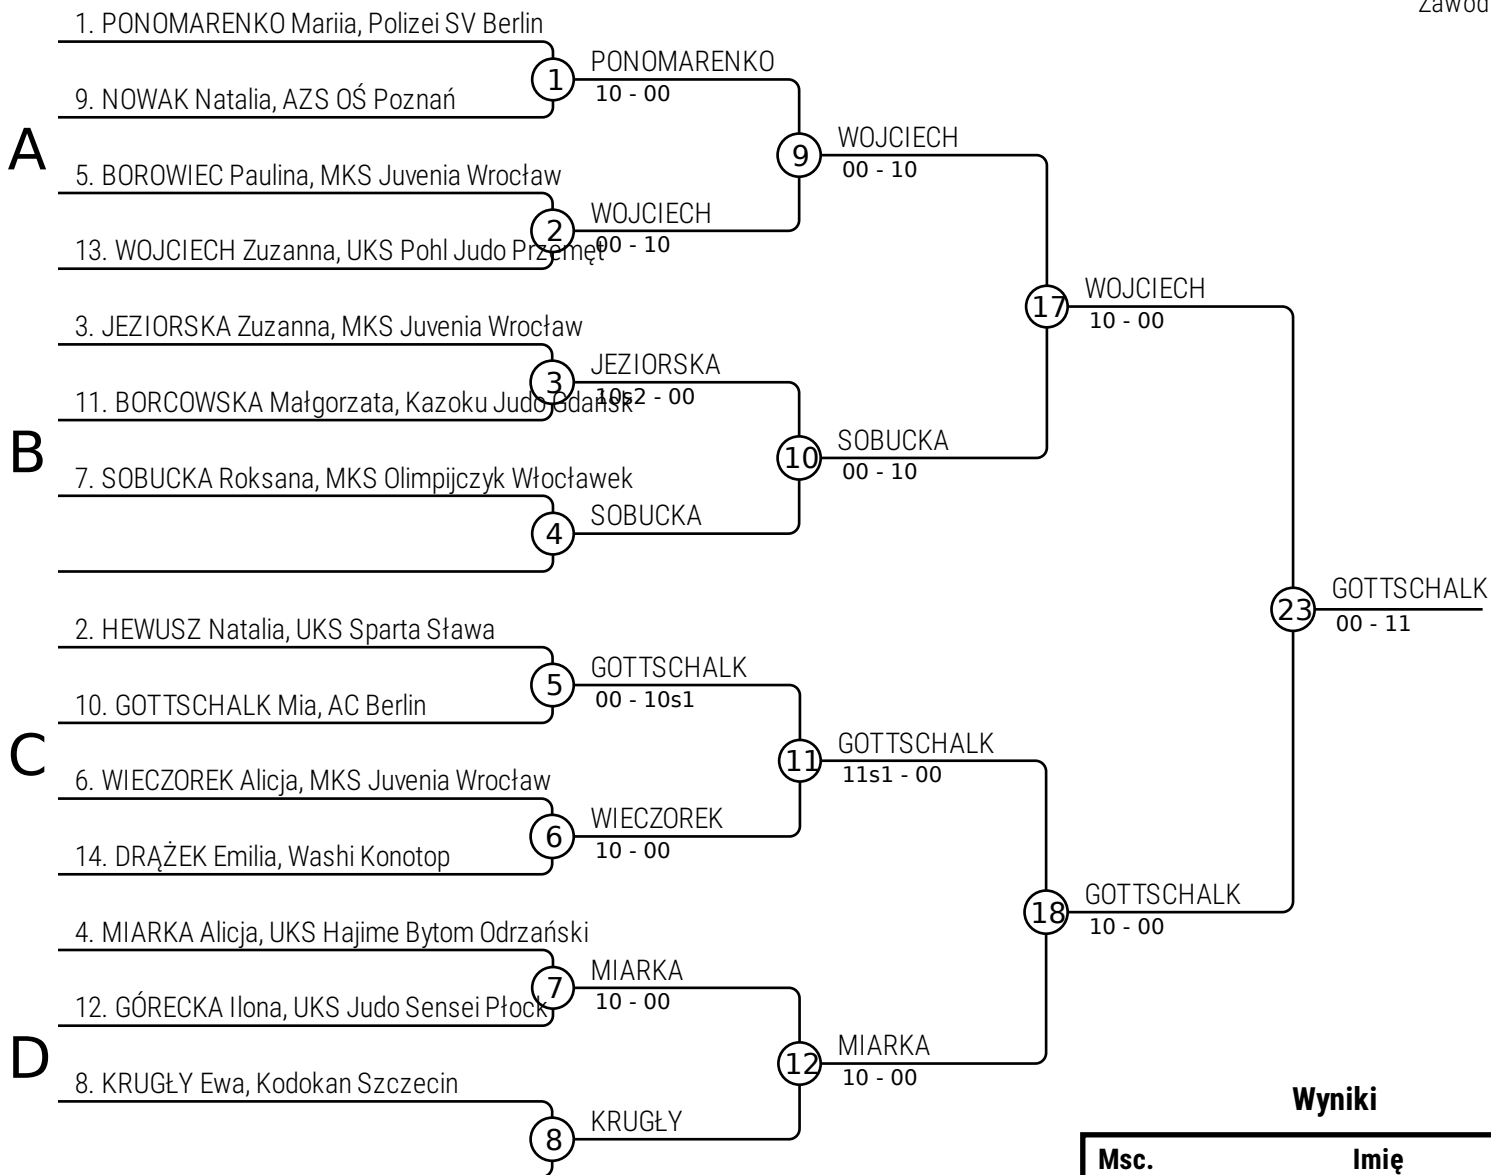 Zawod
1. PONOMARENKO Mariia, Polizei SV Berlin
1
PONOMARENKO
10 - 00
9. NOWAK Natalia, AZS OŚ Poznań
A
9
WOJCIECH
00 - 10
5. BOROWIEC Paulina, MKS Juvenia Wrocław
2
WOJCIECH
00 - 10
13. WOJCIECH Zuzanna, UKS Pohl Judo Przemęt
17
WOJCIECH
10 - 00
3. JEZIORSKA Zuzanna, MKS Juvenia Wrocław
3
JEZIORSKA
10s2 - 00
11. BORCOWSKA Małgorzata, Kazoku Judo Gdańsk
B
10
SOBUCKA
00 - 10
7. SOBUCKA Roksana, MKS Olimpijczyk Włocławek
4
SOBUCKA
23
GOTTSCHALK
00 - 11
2. HEWUSZ Natalia, UKS Sparta Sława
5
GOTTSCHALK
00 - 10s1
10. GOTTSCHALK Mia, AC Berlin
C
11
GOTTSCHALK
11s1 - 00
6. WIECZOREK Alicja, MKS Juvenia Wrocław
6
WIECZOREK
10 - 00
14. DRĄŻEK Emilia, Washi Konotop
18
GOTTSCHALK
10 - 00
4. MIARKA Alicja, UKS Hajime Bytom Odrzański
7
MIARKA
10 - 00
12. GÓRECKA Ilona, UKS Judo Sensei Płock
D
12
MIARKA
10 - 00
8. KRUGŁY Ewa, Kodokan Szczecin
8
KRUGŁY
Wyniki
Msc. Imię